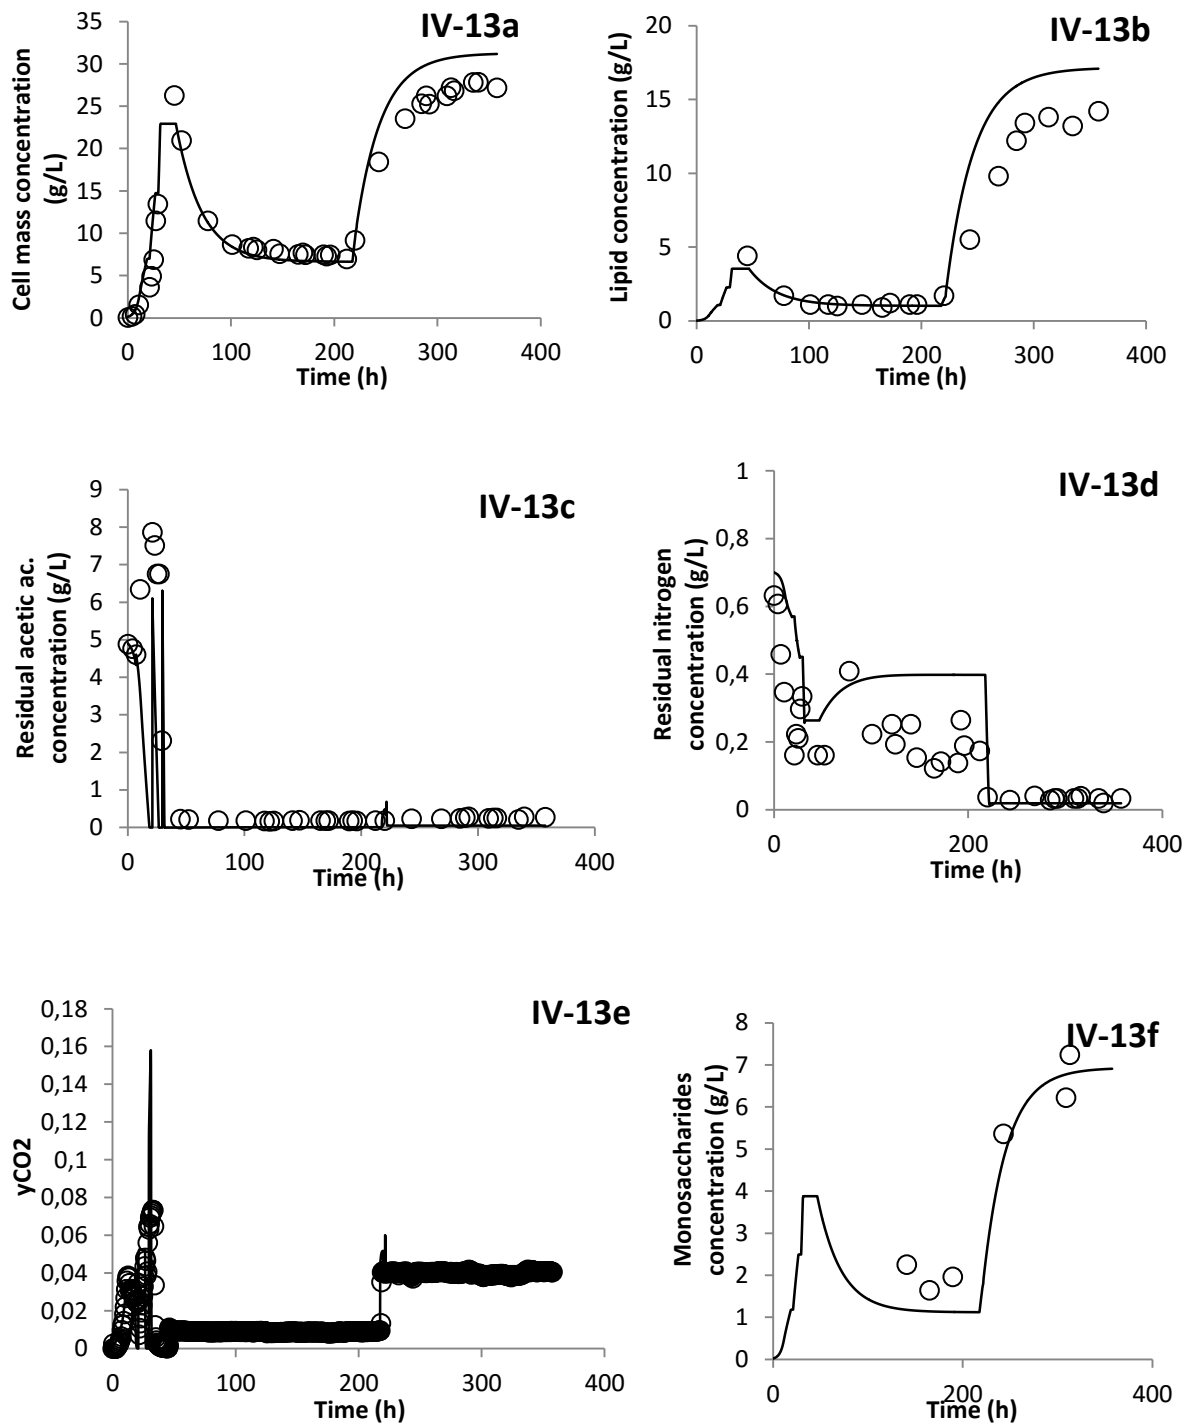 IV-13a
Cell mass concentration
(g/L)
35
30
25
20
15
10
5
0
0 100 200 300 400
Time (h)
IV-13b
Lipid concentration (g/L)
20
15
10
5
0
0 100 200 300 400
Time (h)
IV-13c
Residual acetic ac.
concentration (g/L)
9
8
7
6
5
4
3
2
1
0
0 100 200 300 400
Time (h)
IV-13d
Residual nitrogen
concentration (g/L)
1
0,8
0,6
0,4
0,2
0
0 200 400
Time (h)
IV-13e
yCO2
0,18
0,16
0,14
0,12
0,1
0,08
0,06
0,04
0,02
0
0 100 200 300 400
Time (h)
IV-13f
Monosaccharides
concentration (g/L)
8
7
6
5
4
3
2
1
0
0 200 400
Time (h)